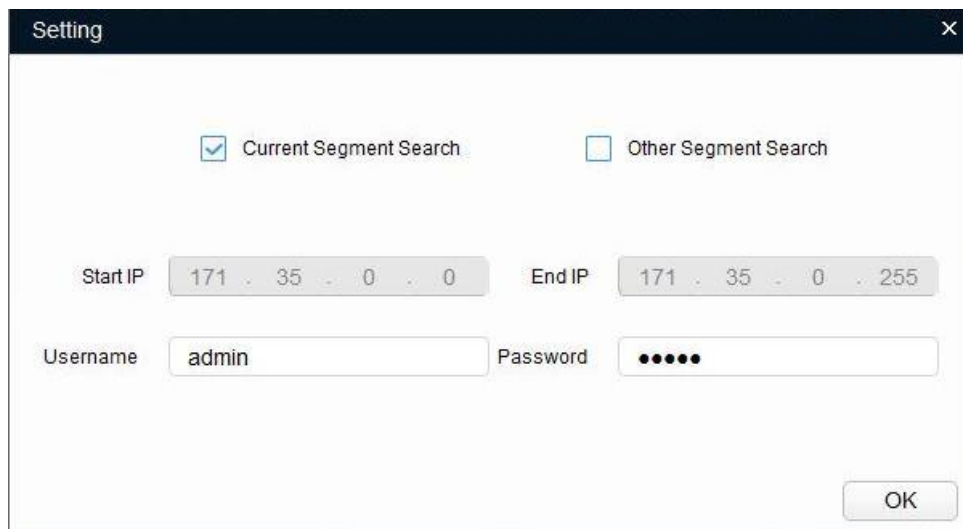 Setting
Current Segment Search Other Segment Search
Start IP 171 . 35 . 0 . 0 End IP 171 . 35 . 0 . 255
Username admin Password •••••
OK